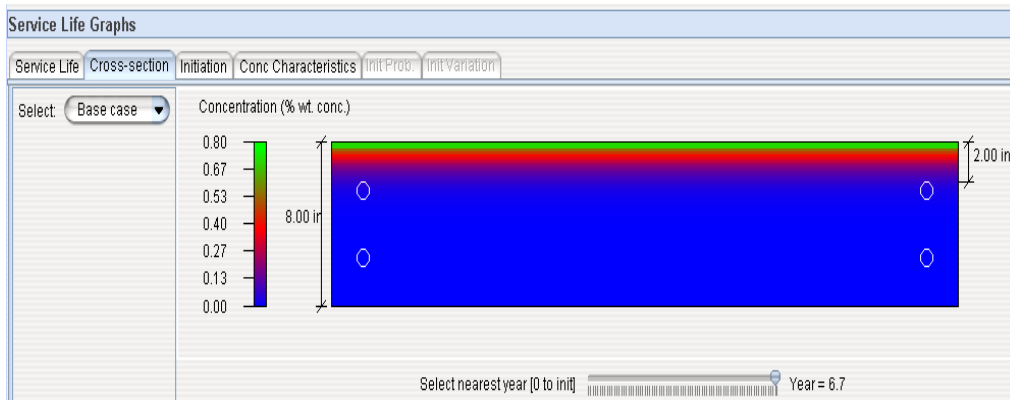 Service Life Graphs
Service Life Cross-section Initiation Conc Characteristics Init Prob. Init Variation
Select: Base case
Concentration (% wt. conc.)
0.80
0.67
0.53
0.40
0.27
0.13
0.00
8.00 in
2.00 in
Select nearest year [0 to init] Year = 6.7